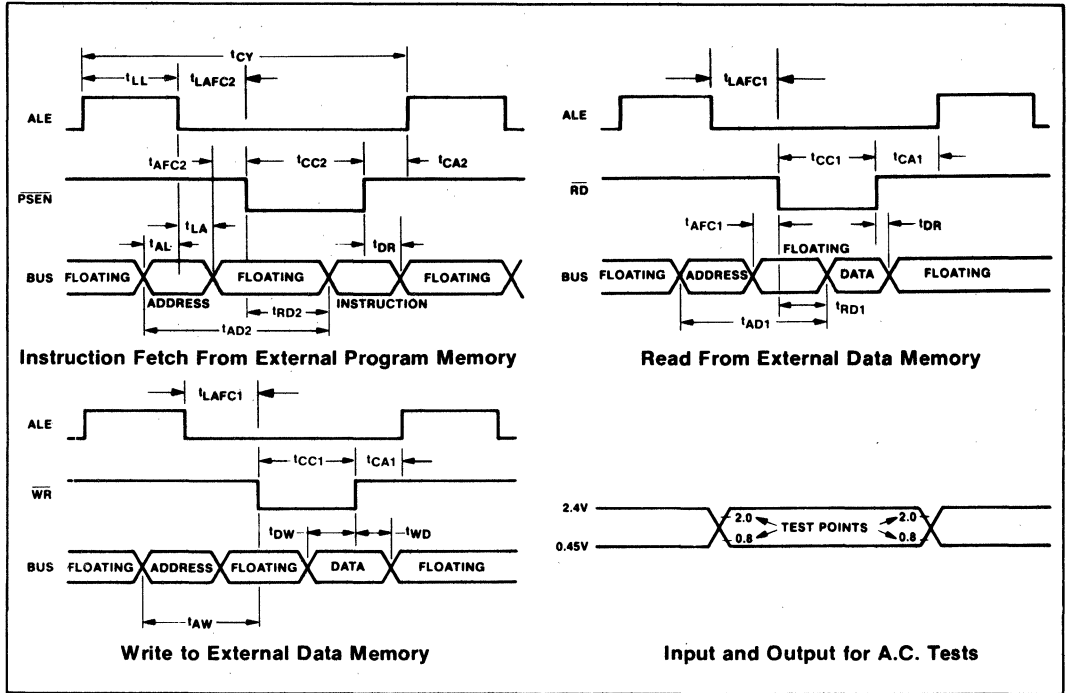 tCY
tLL tLAFC2
ALE
tAFC2 tCC2 tCA2
PSEN
tLA
tAL tDR
BUS FLOATING FLOATING FLOATING
ADDRESS INSTRUCTION
tRD2
tAD2
Instruction Fetch From External Program Memory
tLAFC1
ALE
tCC1 tCA1
RD
tAFC1 tDR
FLOATING
BUS FLOATING ADDRESS DATA FLOATING
tRD1
tAD1
Read From External Data Memory
tLAFC1
ALE
tCC1 tCA1
WR
tDW tWD
BUS FLOATING ADDRESS FLOATING DATA FLOATING
tAW
Write to External Data Memory
2.4V
2.0 TEST POINTS 2.0
0.8 0.8
0.45V
Input and Output for A.C. Tests